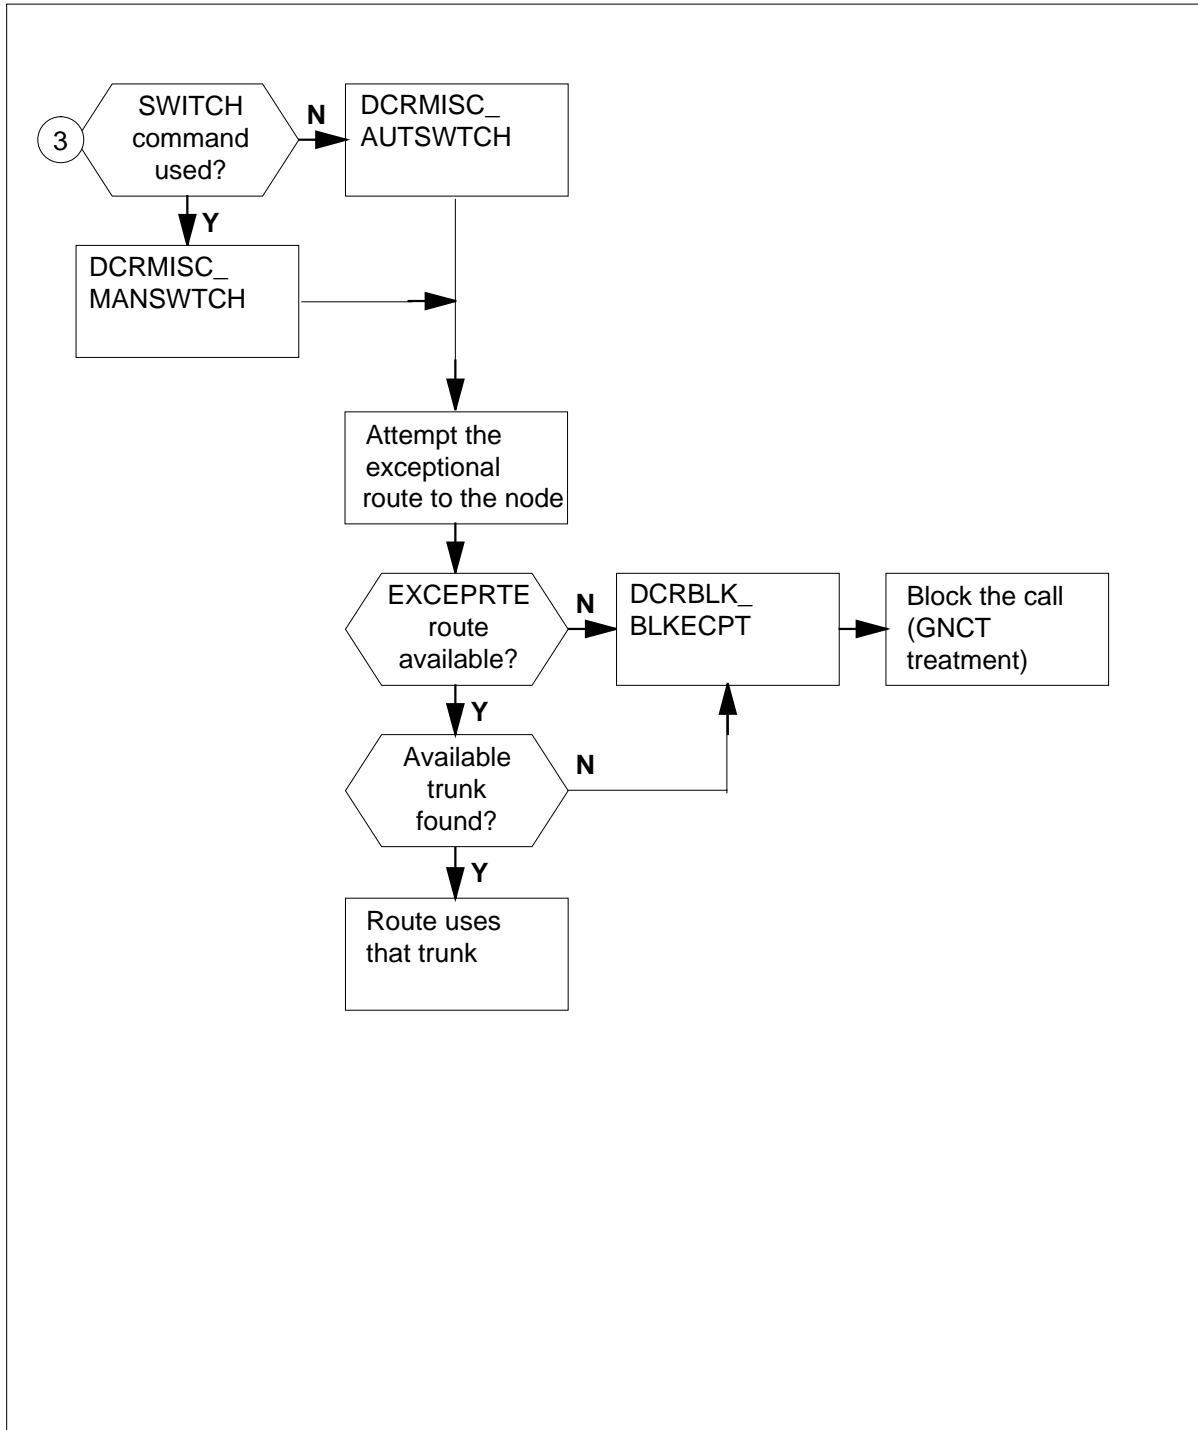 3
SWITCH
command
used?
N
DCRMISC_
AUTSWTCH
Y
DCRMISC_
MANSWTCH
Attempt the
exceptional
route to the node
EXCEPRTE
route
available?
N
DCRBLK_
BLKECPT
Block the call
(GNCT
treatment)
Y
Available
trunk
found?
N
Y
Route uses
that trunk